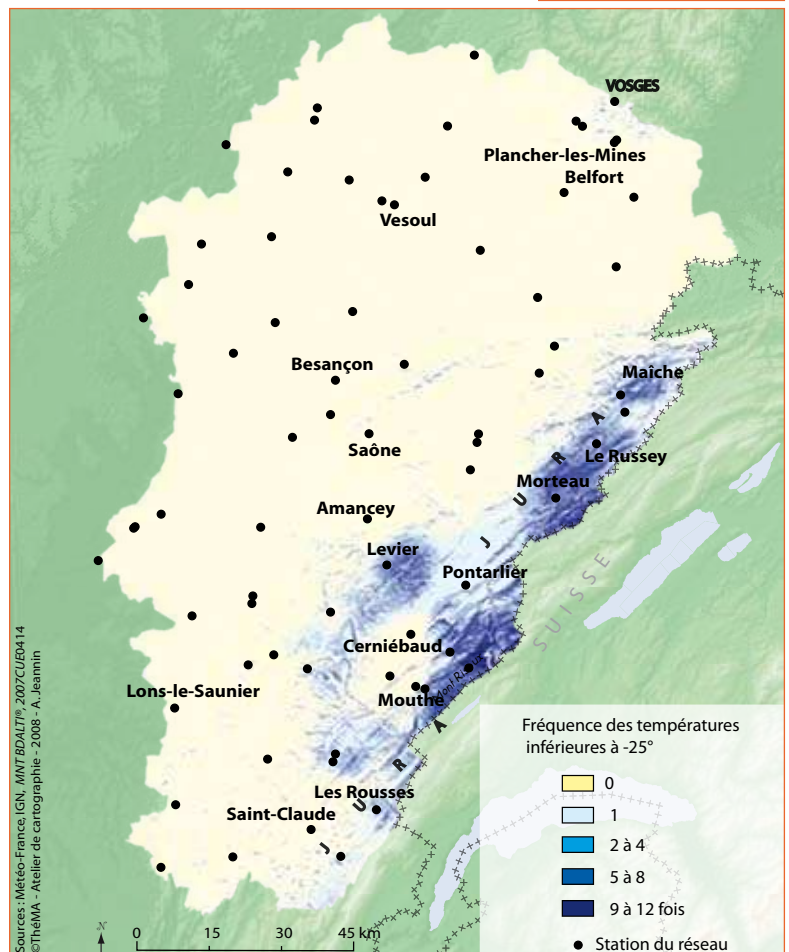 VOSGES
Plancher-les-Mines
Belfort
Vesoul
Besançon
Maîche
Saône
Le Russey
Morteau
JURA
Amancey
Levier
Pontarlier
SUISSE
Cerniébaud
Mont Risoux
Mouthe
Lons-le-Saunier
Les Rousses
Saint-Claude
JURA
Fréquence des températures
inférieures à -25°
0
1
2 à 4
5 à 8
9 à 12 fois
Station du réseau
N
0 15 30 45 km
Sources : Météo-France, IGN, MNT BDALTI®, 2007CUE0414
©ThéMA - Atelier de cartographie - 2008 - A. Jeannin